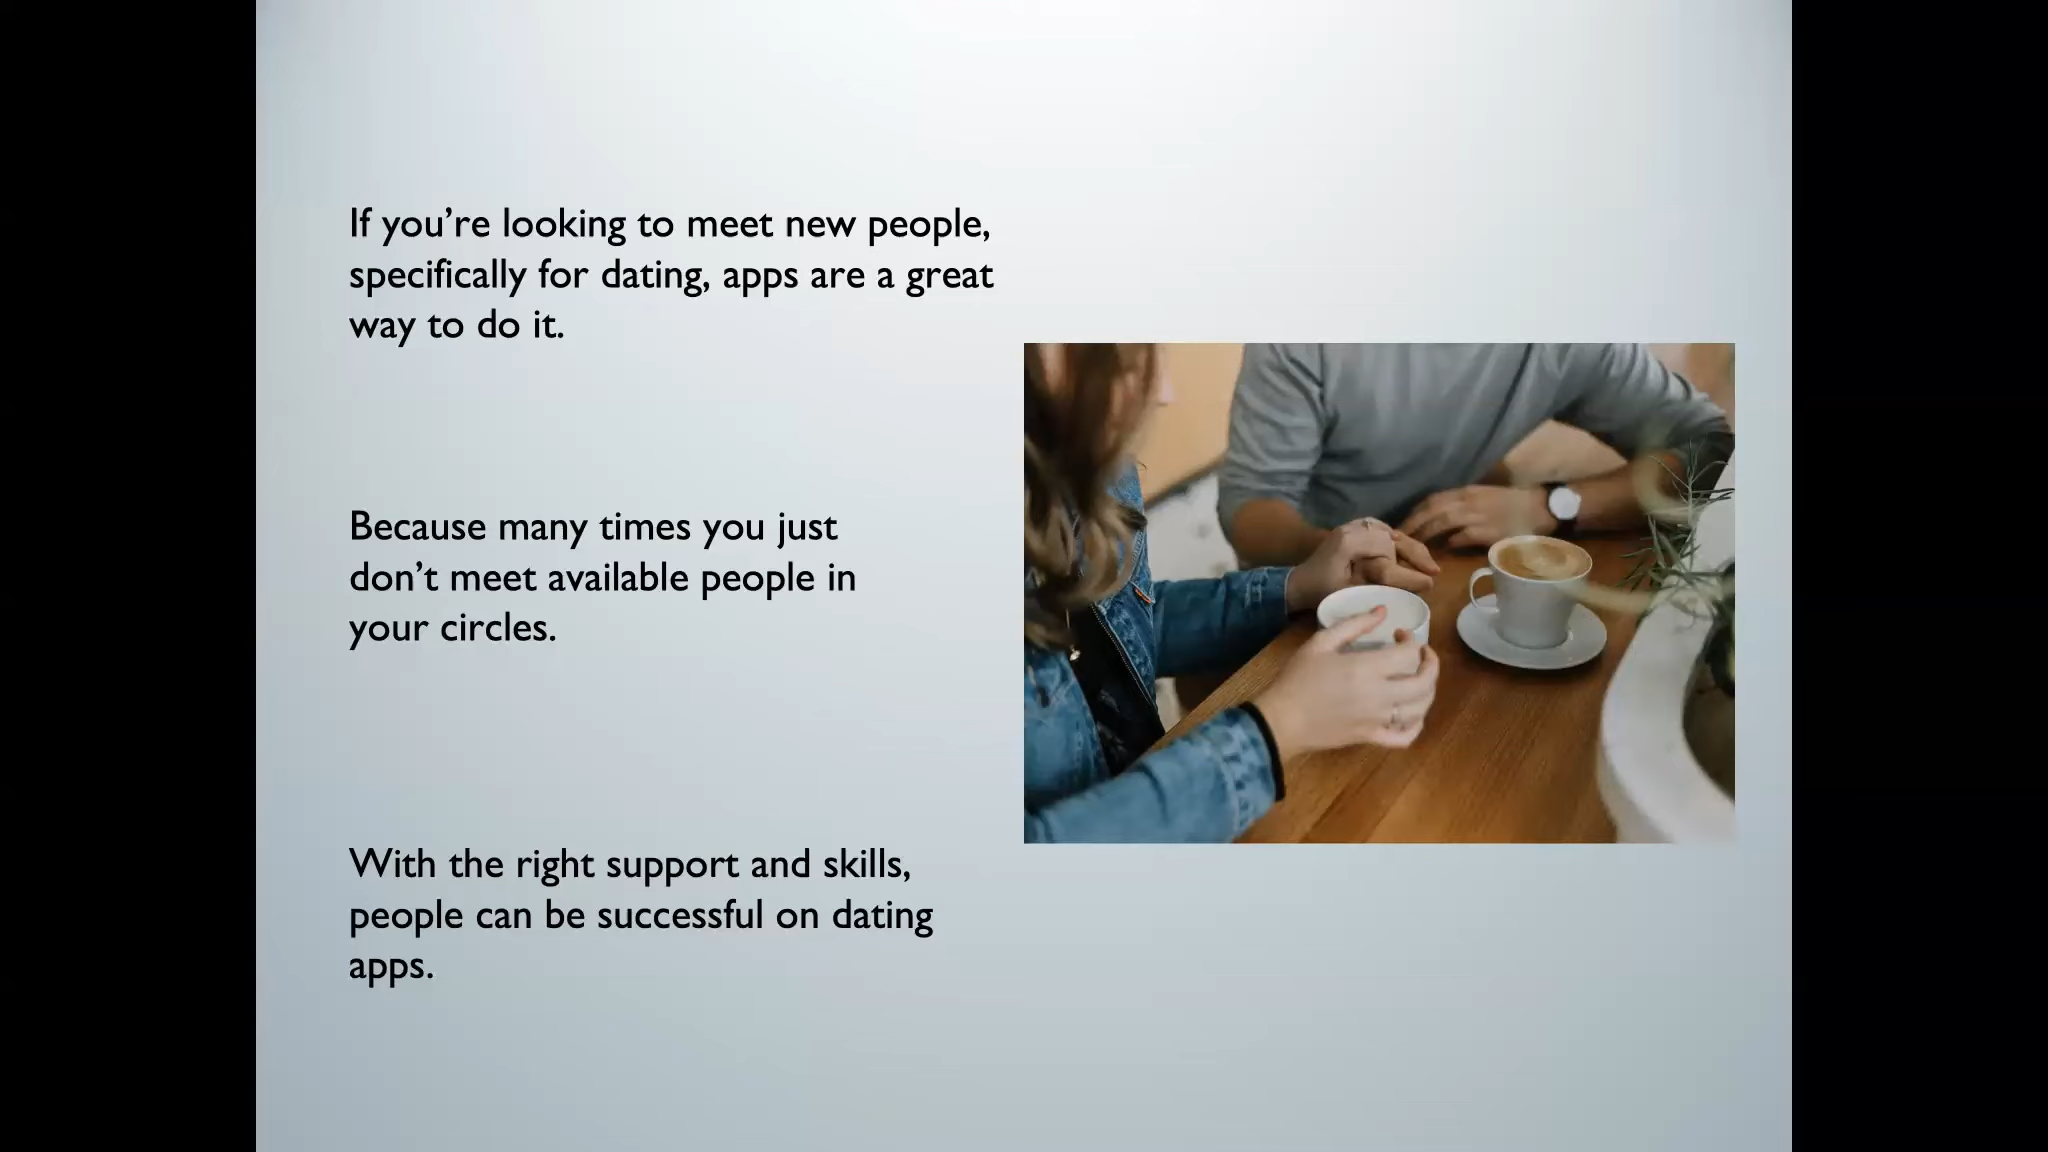 If you’re looking to meet new people,
specifically for dating, apps are a great
way to do it.
Because many times you just
don’t meet available people in
your circles.
With the right support and skills,
people can be successful on dating
apps.